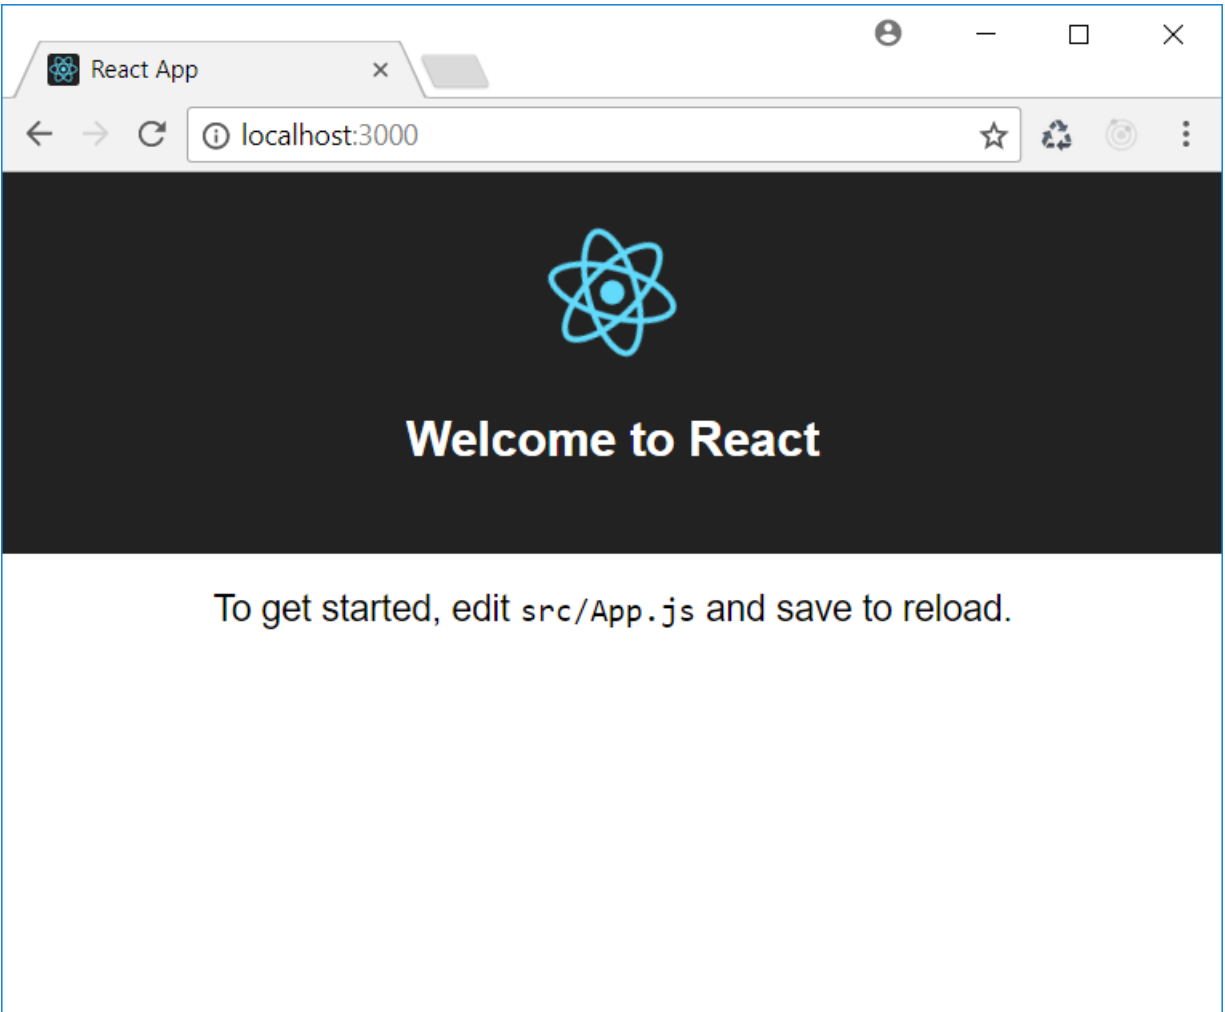 React App
localhost:3000
Welcome to React
To get started, edit src/App.js and save to reload.